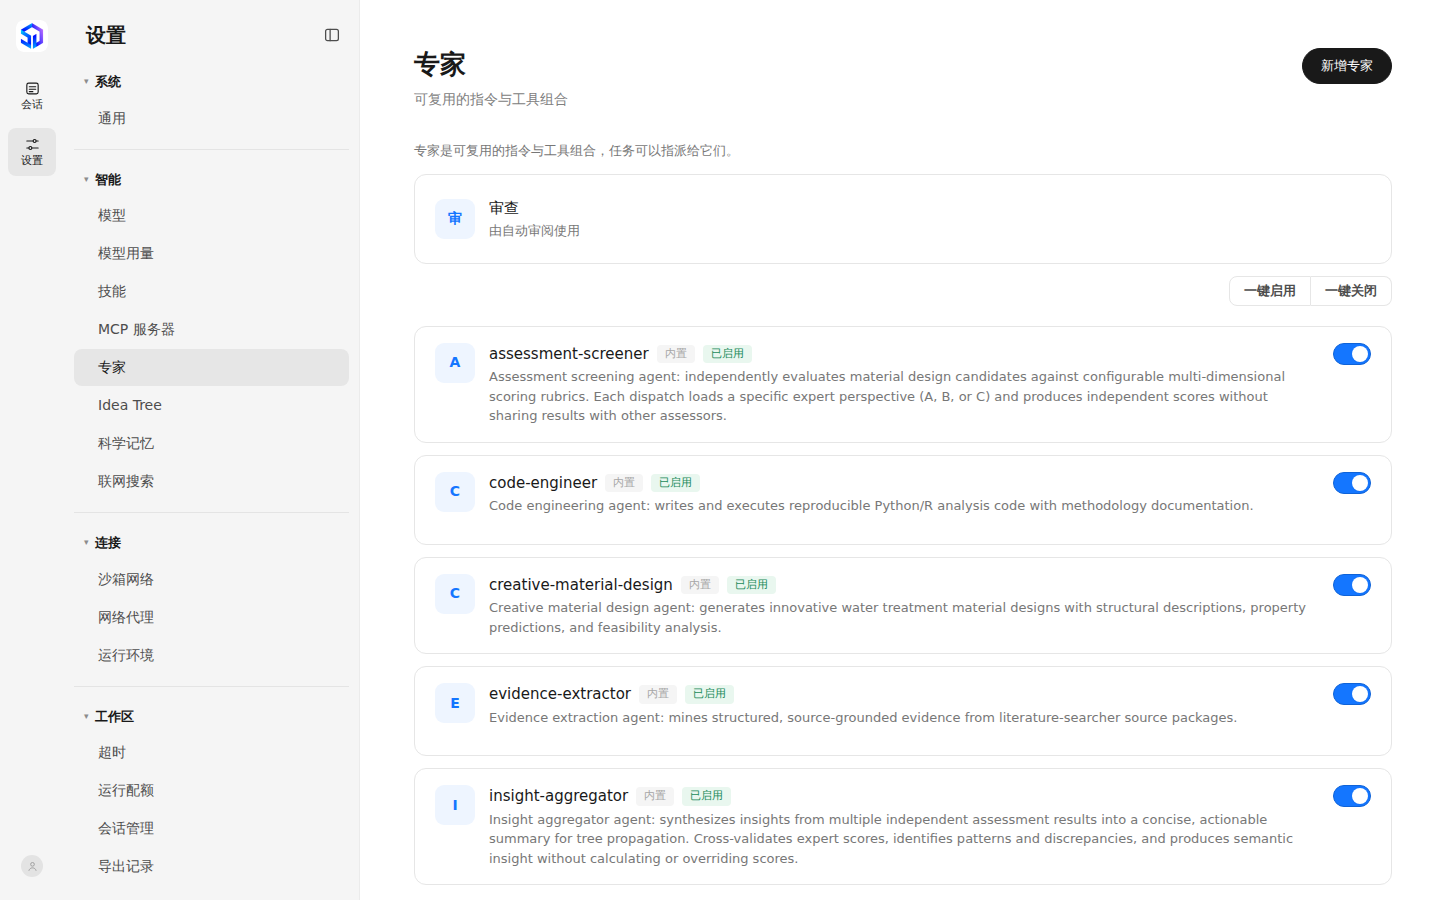 设置
会话
设置
系统
通用
智能
模型
模型用量
技能
MCP 服务器
专家
Idea Tree
科学记忆
联网搜索
连接
沙箱网络
网络代理
运行环境
工作区
超时
运行配额
会话管理
导出记录
专家
新增专家
可复用的指令与工具组合
专家是可复用的指令与工具组合，任务可以指派给它们。
审
审查
由自动审阅使用
一键启用 一键关闭
A
assessment-screener 内置 已启用
Assessment screening agent: independently evaluates material design candidates against configurable multi-dimensional
scoring rubrics. Each dispatch loads a specific expert perspective (A, B, or C) and produces independent scores without
sharing results with other assessors.
C
code-engineer 内置 已启用
Code engineering agent: writes and executes reproducible Python/R analysis code with methodology documentation.
C
creative-material-design 内置 已启用
Creative material design agent: generates innovative water treatment material designs with structural descriptions, property
predictions, and feasibility analysis.
E
evidence-extractor 内置 已启用
Evidence extraction agent: mines structured, source-grounded evidence from literature-searcher source packages.
I
insight-aggregator 内置 已启用
Insight aggregator agent: synthesizes insights from multiple independent assessment results into a concise, actionable
summary for tree propagation. Cross-validates expert scores, identifies patterns and discrepancies, and produces semantic
insight without calculating or overriding scores.